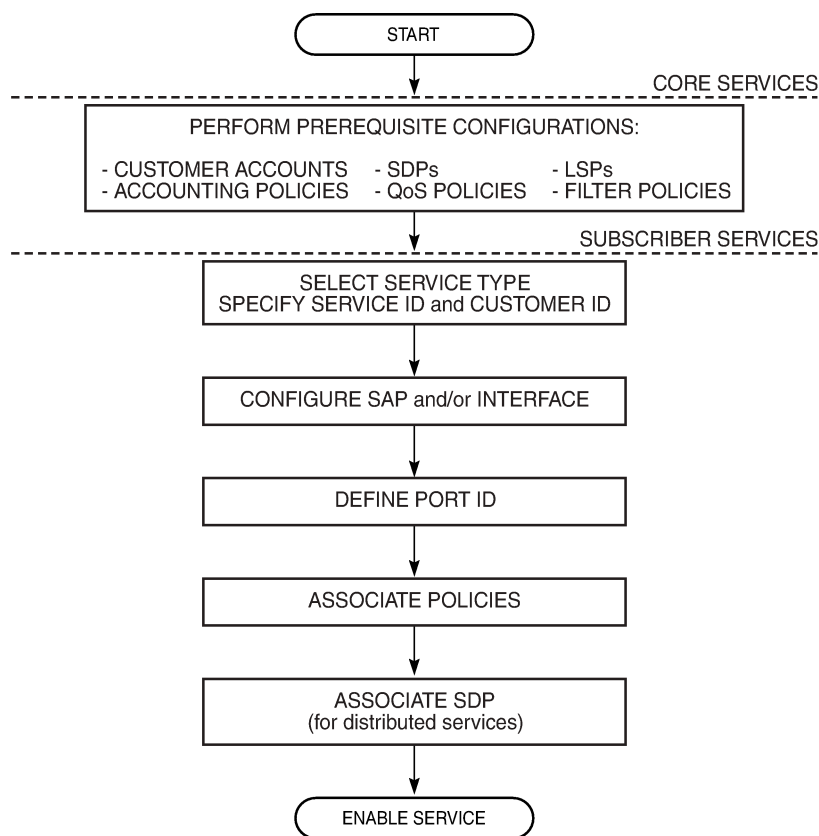 START
CORE SERVICES
PERFORM PREREQUISITE CONFIGURATIONS:
- CUSTOMER ACCOUNTS - SDPs - LSPs
- ACCOUNTING POLICIES - QoS POLICIES - FILTER POLICIES
SUBSCRIBER SERVICES
SELECT SERVICE TYPE
SPECIFY SERVICE ID and CUSTOMER ID
CONFIGURE SAP and/or INTERFACE
DEFINE PORT ID
ASSOCIATE POLICIES
ASSOCIATE SDP
(for distributed services)
ENABLE SERVICE